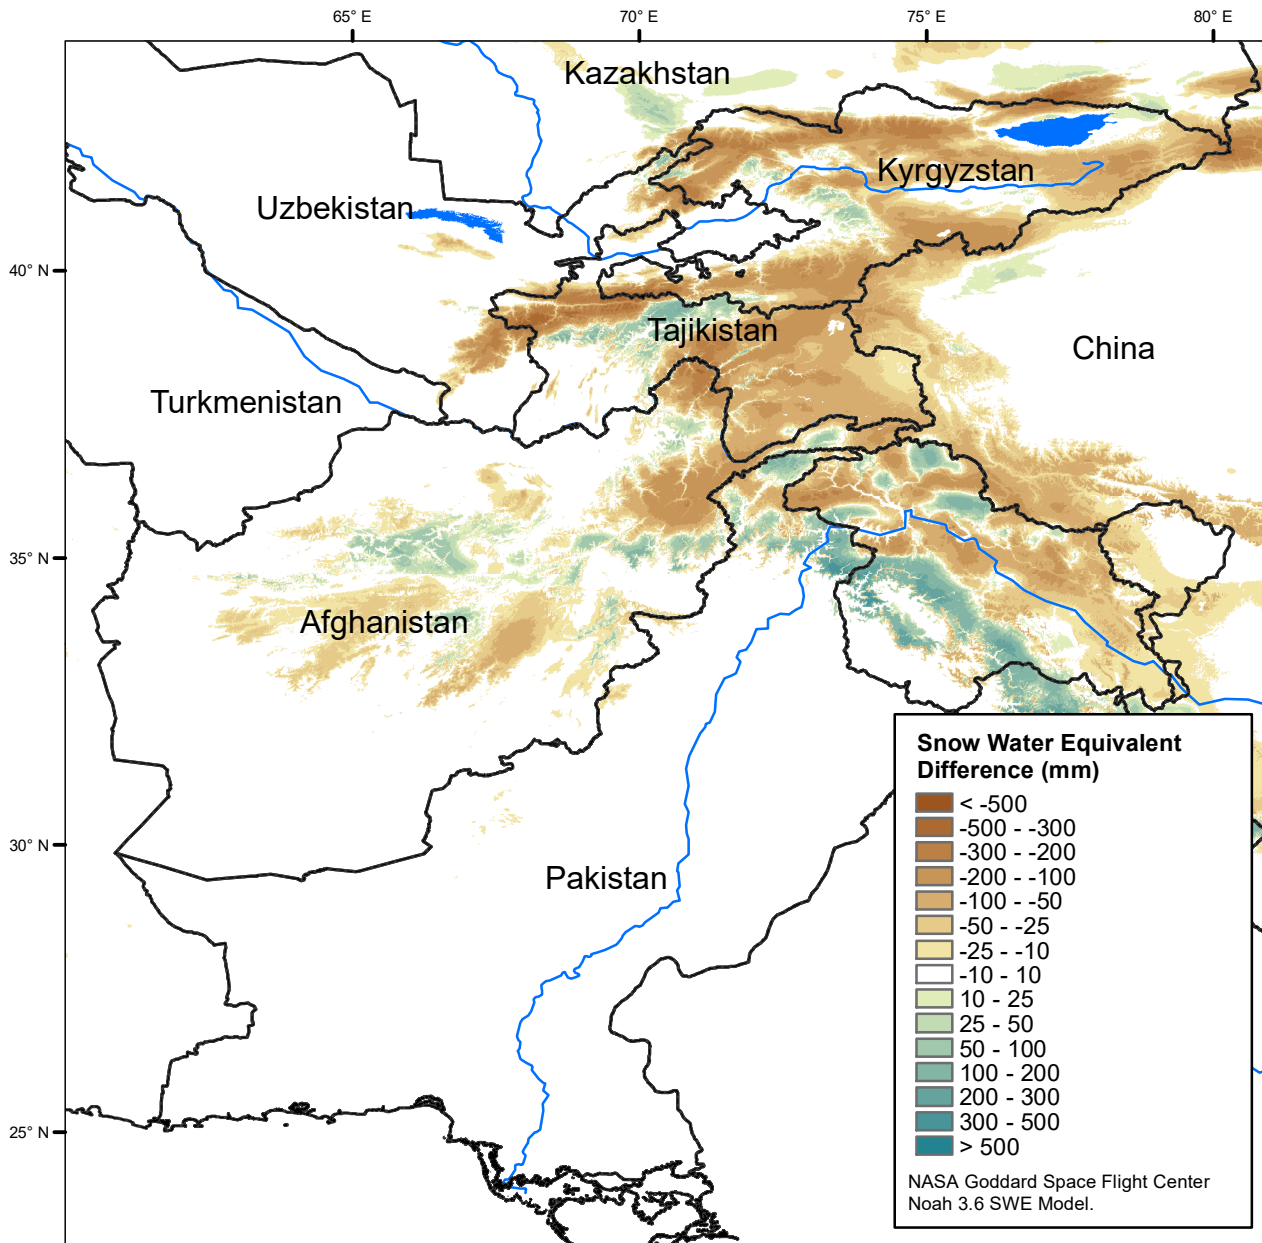 65° E
70° E
75° E
80° E
Kazakhstan
Kyrgyzstan
Uzbekistan
40° N
Tajikistan
China
Turkmenistan
35° N
Afghanistan
Snow Water Equivalent
Difference (mm)
< -500
-500 - -300
-300 - -200
-200 - -100
-100 - -50
-50 - -25
-25 - -10
-10 - 10
10 - 25
25 - 50
50 - 100
100 - 200
200 - 300
300 - 500
> 500
30° N
Pakistan
25° N
NASA Goddard Space Flight Center
Noah 3.6 SWE Model.